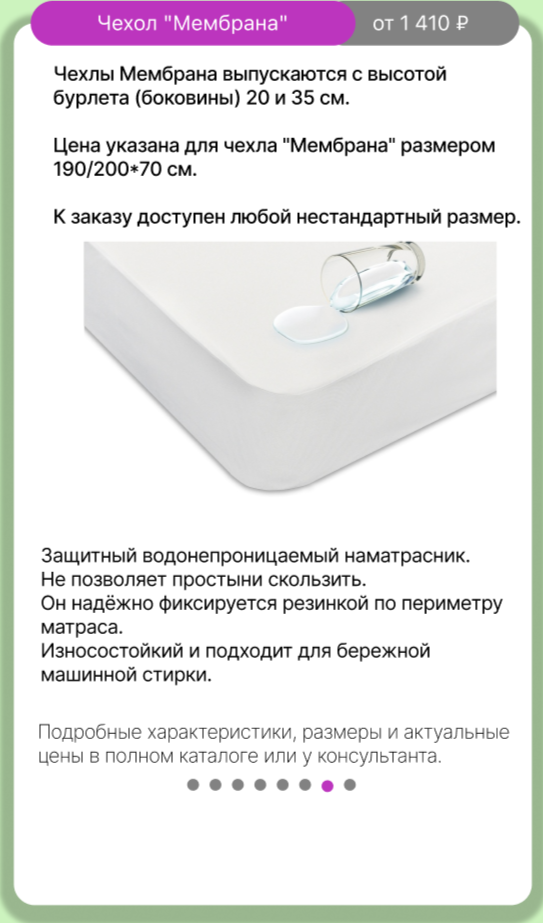 Чехол "Мембрана" от 1 410 ₽
Чехлы Мембрана выпускаются с высотой
бурлета (боковины) 20 и 35 см.
Цена указана для чехла "Мембрана" размером
190/200*70 см.
К заказу доступен любой нестандартный размер.
Защитный водонепроницаемый наматрасник.
Не позволяет простыни скользить.
Он надёжно фиксируется резинкой по периметру
матраса.
Износостойкий и подходит для бережной
машинной стирки.
Подробные характеристики, размеры и актуальные
цены в полном каталоге или у консультанта.